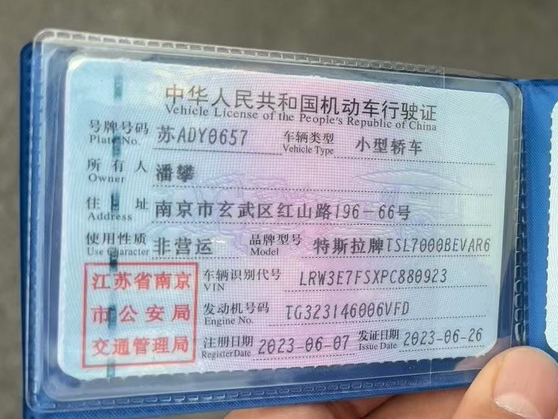 中华人民共和国机动车行驶证
Vehicle License of the People's Republic of China
号牌号码 苏ADY0657 车辆类型 小型轿车
Plate No. Vehicle Type
所有人 潘攀
Owner
住址 南京市玄武区红山路196-66号
Address
使用性质 非营运 品牌型号 特斯拉牌TSL7000BEVAR6
Use Character Model
江苏省南京
市公安局
交通管理局
车辆识别代号 LRW3E7FSXPC880923
VIN
发动机号码 TG323146006VFD
Engine No.
注册日期 2023-06-07 发证日期 2023-06-26
Register Date Issue Date